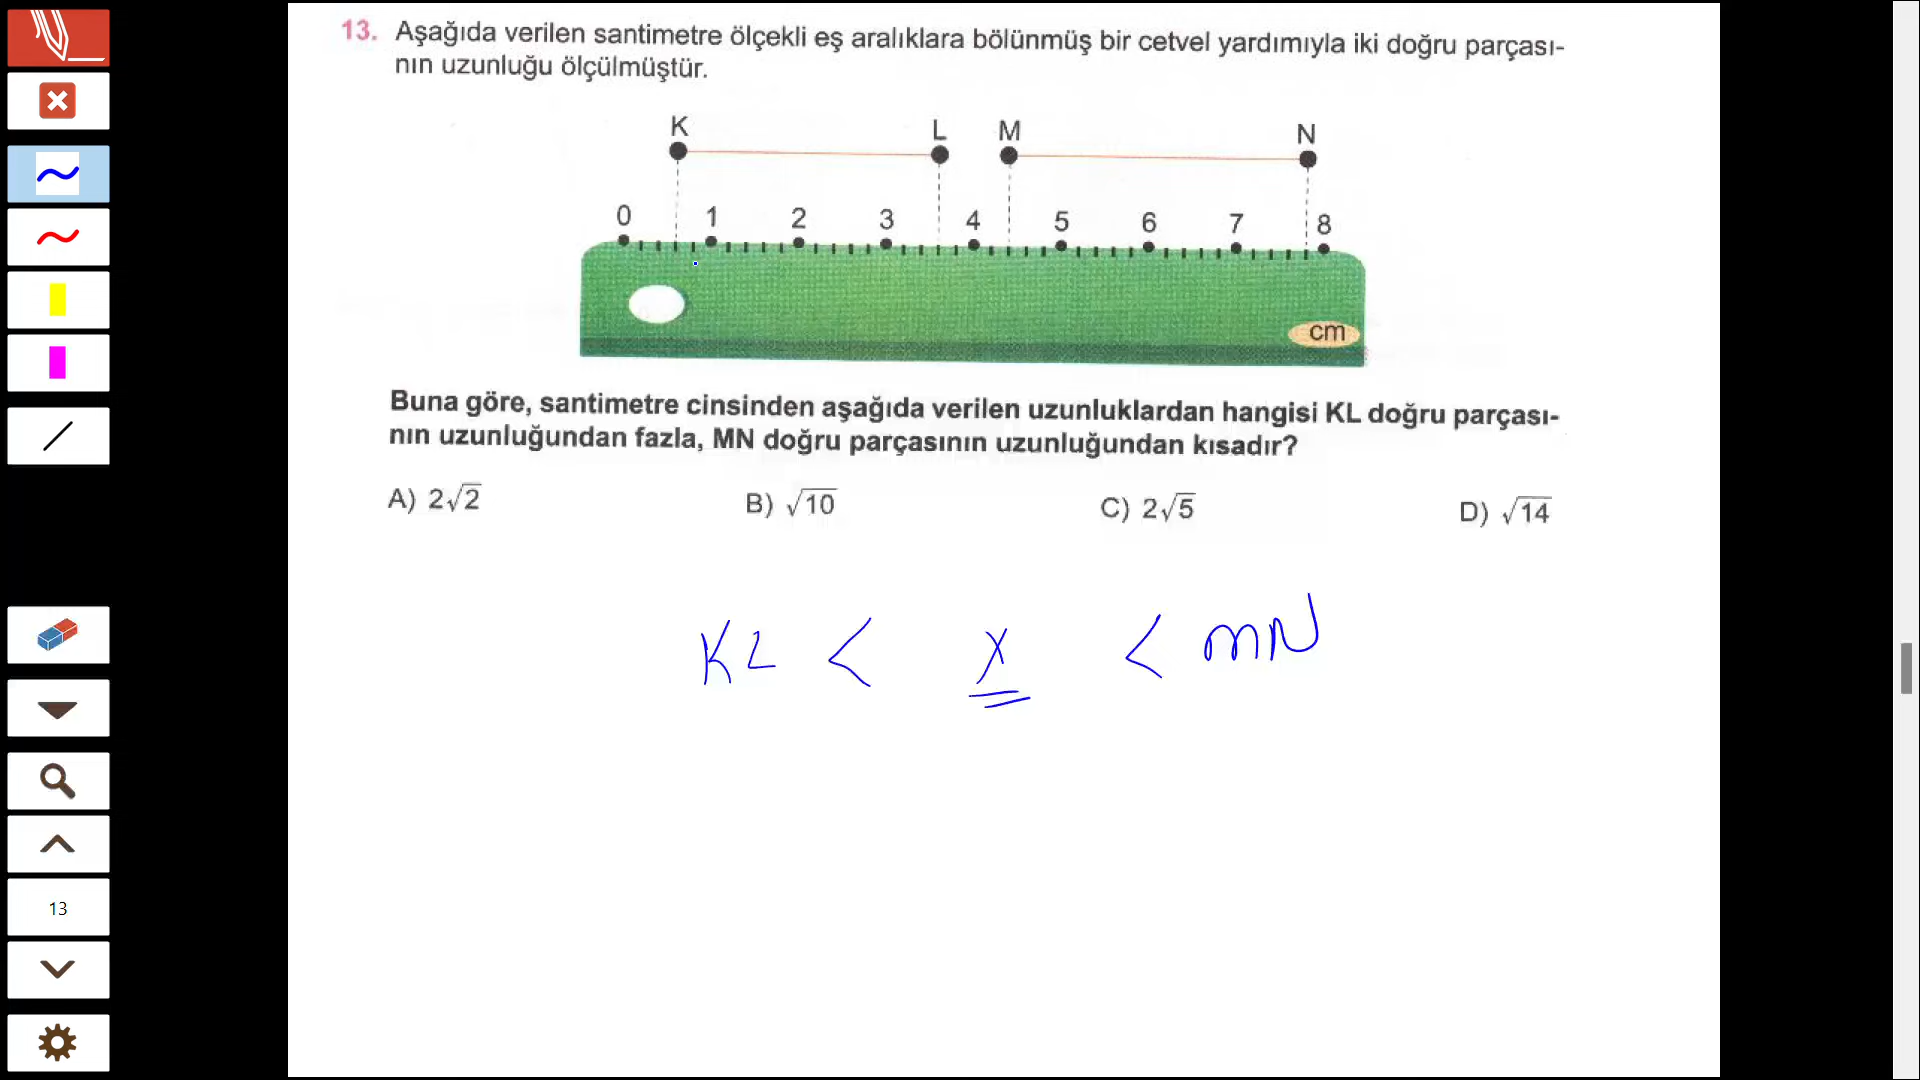 13. Aşağıda verilen santimetre ölçekli eş aralıklara bölünmüş bir cetvel yardımıyla iki doğru parçası-
nın uzunluğu ölçülmüştür.
K L M N
0 1 2 3 4 5 6 7 8
cm
Buna göre, santimetre cinsinden aşağıda verilen uzunluklardan hangisi KL doğru parçası-
nın uzunluğundan fazla, MN doğru parçasının uzunluğundan kısadır?
A) 2√2 B) √10 C) 2√5 D) √14
KL < x < MN
13